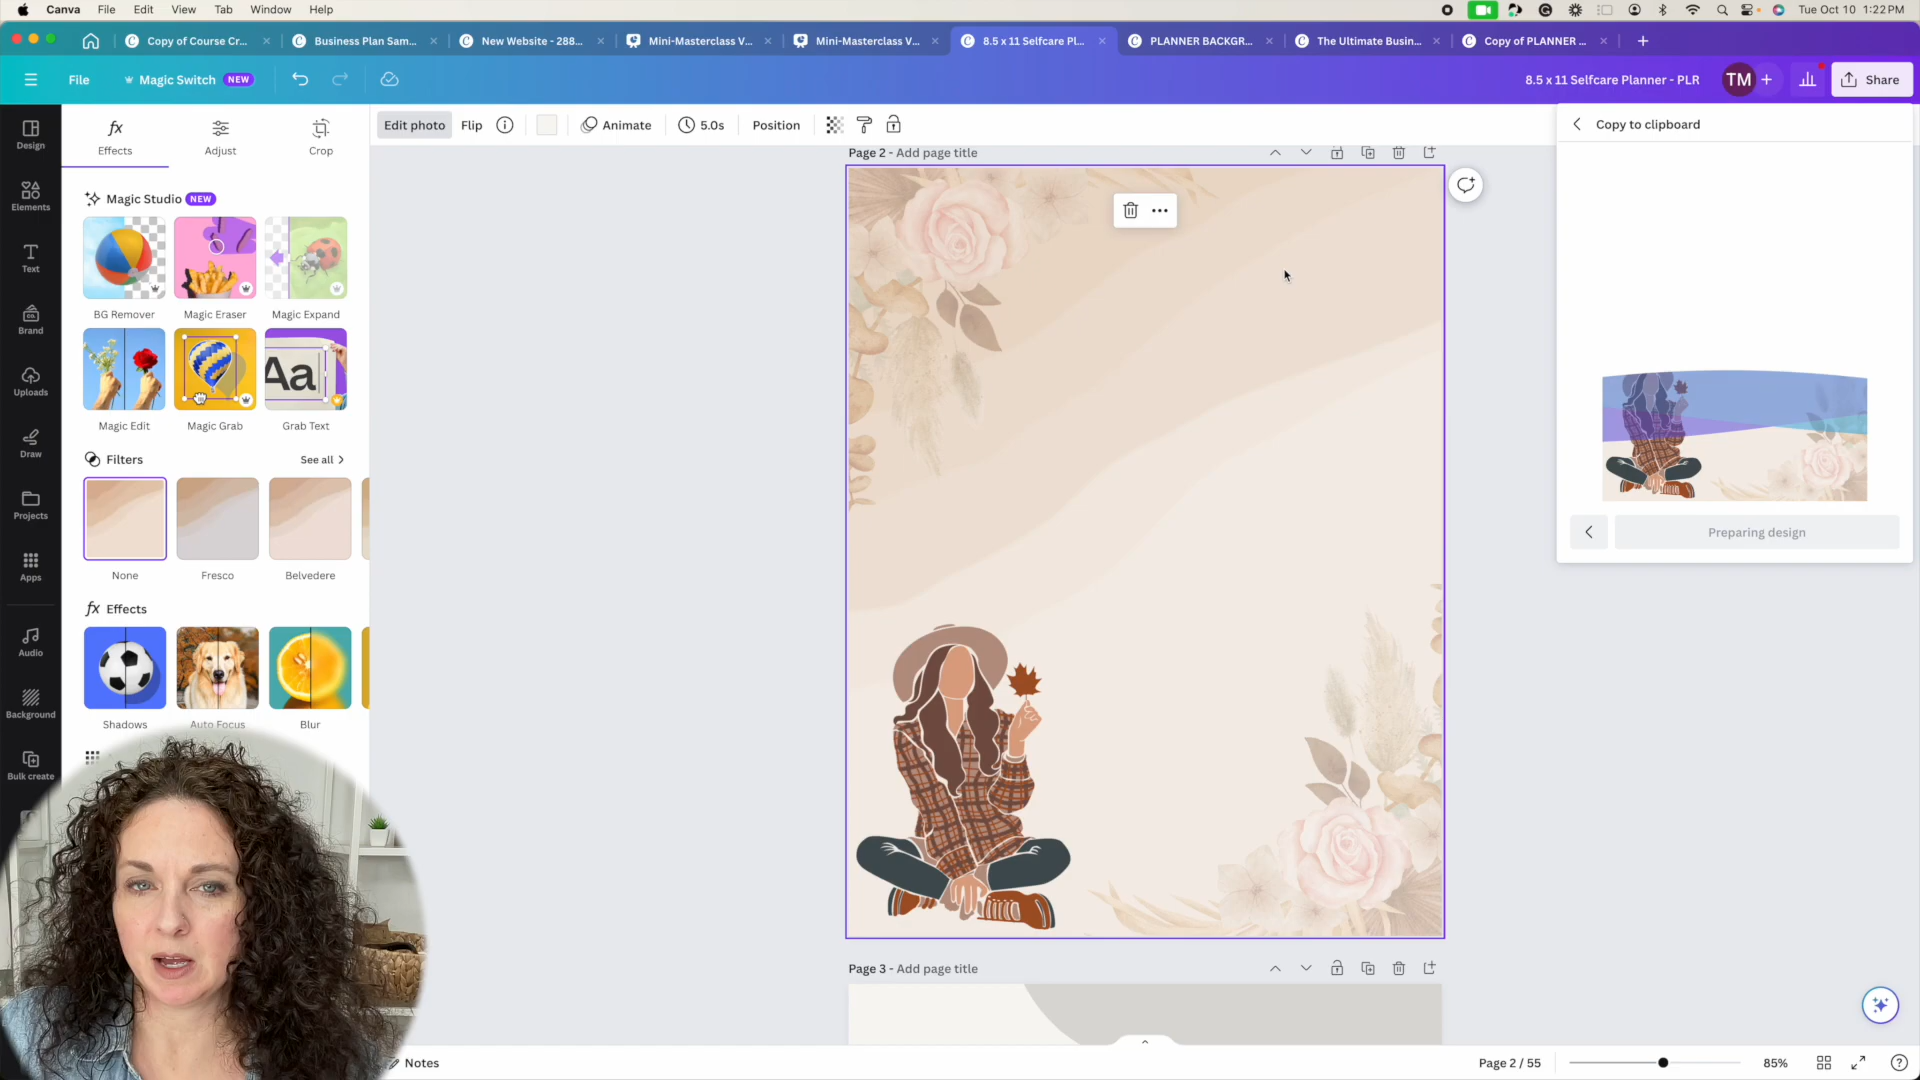 Canva File Edit View Tab Window Help Tue Oct 10 1:22 PM
Copy of Course Cr... Business Plan Sam... New Website - 288... Mini-Masterclass V... Mini-Masterclass V... 8.5 x 11 Selfcare Pl... PLANNER BACKGR... The Ultimate Busin... Copy of PLANNER ...
File Magic Switch NEW 8.5 x 11 Selfcare Planner - PLR TM Share
Edit photo Flip Animate 5.0s Position
Copy to clipboard
Design
Effects Adjust Crop
Page 2 - Add page title
Magic Studio NEW
Elements
Text
BG Remover Magic Eraser Magic Expand
Brand
Aa
Uploads
Magic Edit Magic Grab Grab Text
Draw
Filters See all
Projects
Preparing design
Apps
None Fresco Belvedere
fx Effects
Audio
Background
Shadows Auto Focus Blur
Bulk create
Page 3 - Add page title
Notes Page 2 / 55 85%